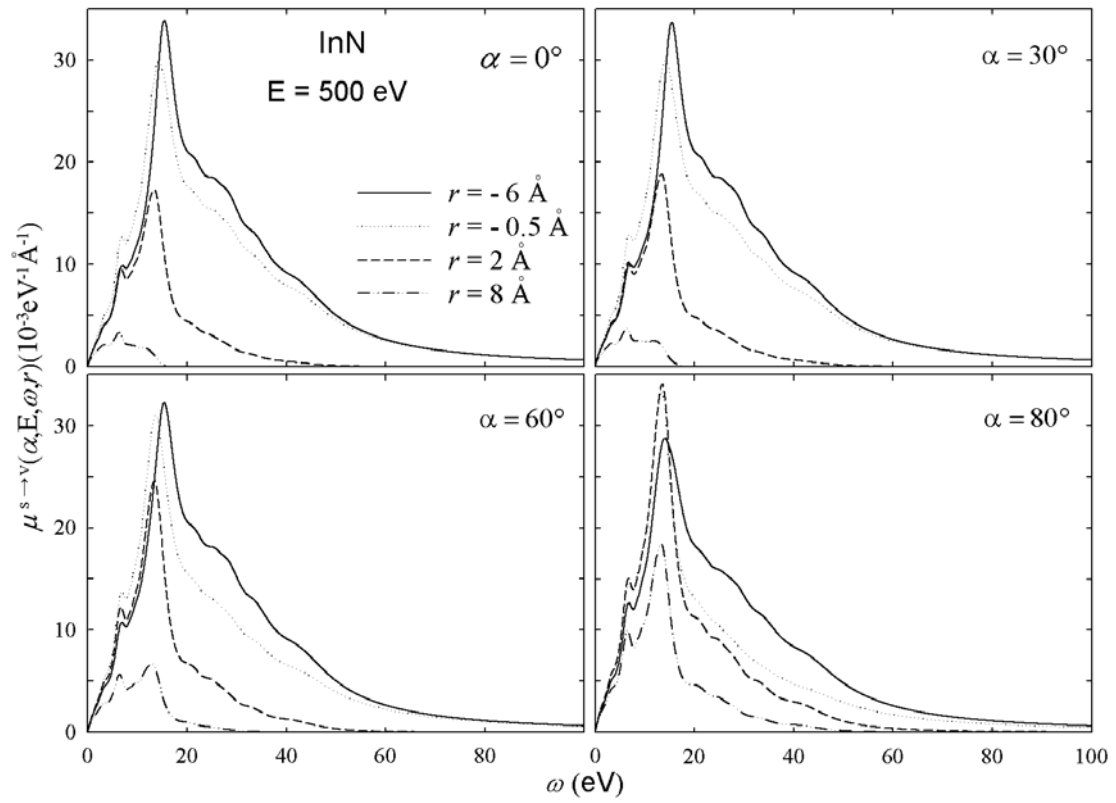 InN
E = 500 eV
α = 0°
r = - 6 Å
r = - 0.5 Å
r = 2 Å
r = 8 Å
30
20
10
0
α = 30°
α = 60°
30
20
10
0
0 20 40 60 80
α = 80°
0 20 40 60 80 100
μ s→v (α,E,ω,r)(10-3eV-1Å-1)
ω (eV)